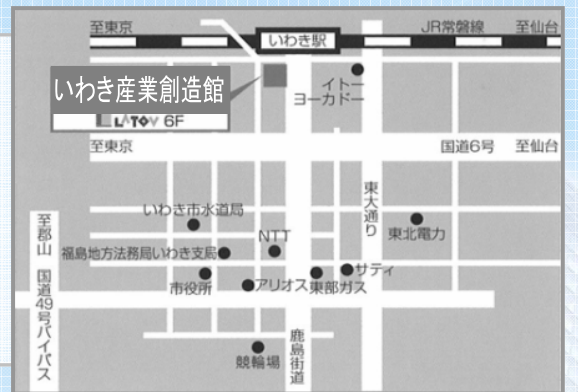 至東京
JR常磐線
至仙台
いわき駅
いわき産業創造館
LATOV 6F
イトー
ヨーカドー
至東京
国道6号
至仙台
東大通り
いわき市水道局
東北電力
NTT
福島地方法務局いわき支局
サティ
市役所
アリオス
東部ガス
至郡山 国道49号バイパス
鹿島街道
競輪場